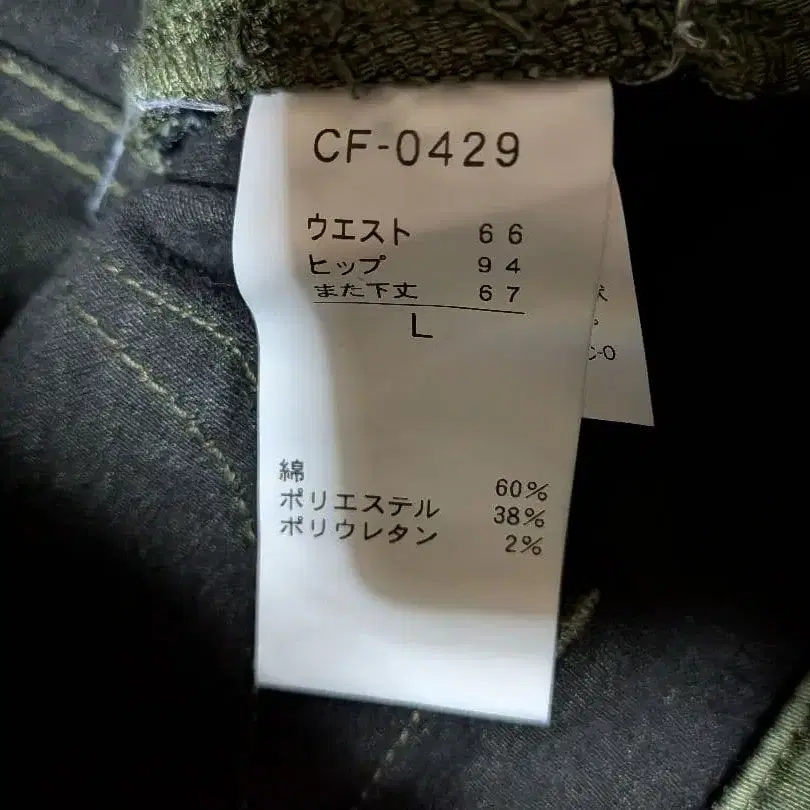 CF-0429
ウエスト 66
ヒップ 94
また下丈 67
L
綿 60%
ポリエステル 38%
ポリウレタン 2%